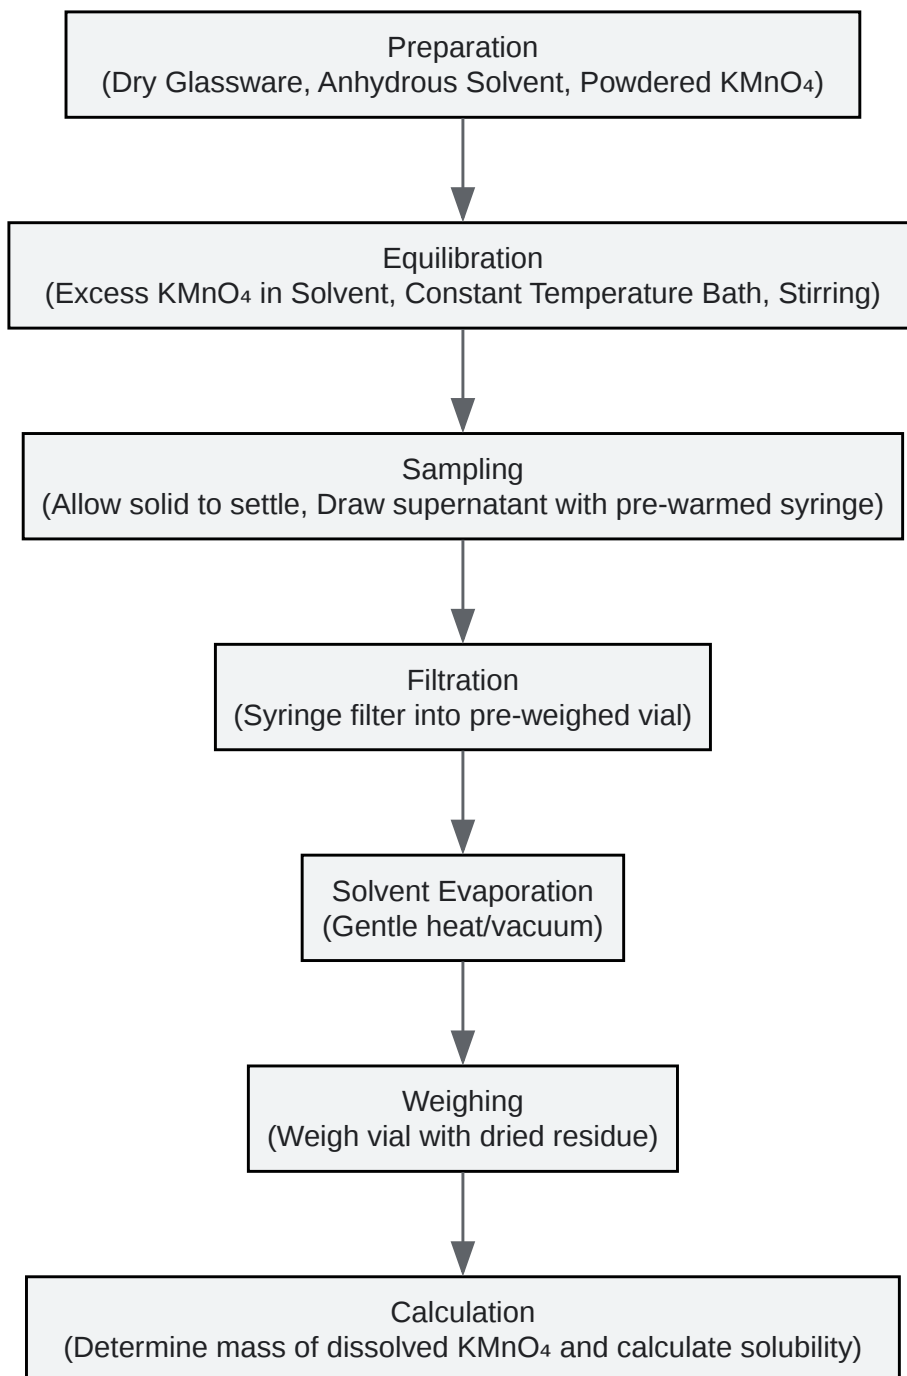 Preparation
(Dry Glassware, Anhydrous Solvent, Powdered KMnO₄)
Equilibration
(Excess KMnO₄ in Solvent, Constant Temperature Bath, Stirring)
Sampling
(Allow solid to settle, Draw supernatant with pre-warmed syringe)
Filtration
(Syringe filter into pre-weighed vial)
Solvent Evaporation
(Gentle heat/vacuum)
Weighing
(Weigh vial with dried residue)
Calculation
(Determine mass of dissolved KMnO₄ and calculate solubility)